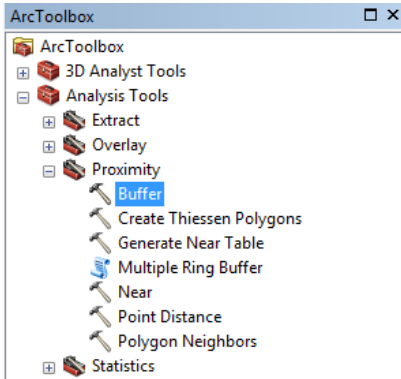 ArcToolbox
ArcToolbox
3D Analyst Tools
Analysis Tools
Extract
Overlay
Proximity
Buffer
Create Thiessen Polygons
Generate Near Table
Multiple Ring Buffer
Near
Point Distance
Polygon Neighbors
Statistics